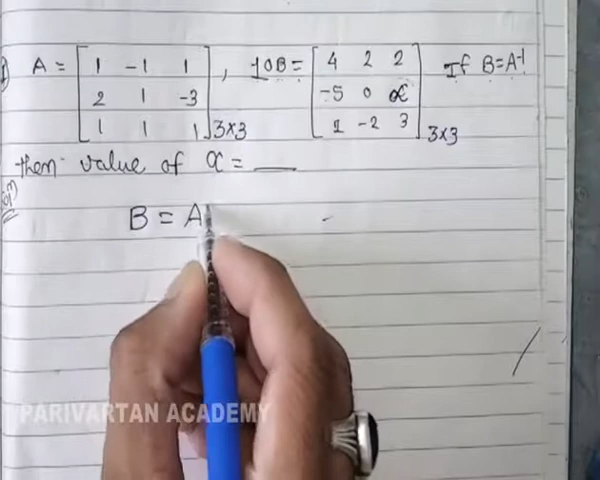 A = [ 1 -1 1 ; 2 1 -3 ; 1 1 1 ]3×3 , 10B = [ 4 2 2 ; -5 0 α ; 1 -2 3 ]3×3 If B=A⁻¹
then value of α = ___
B = A
PARIVARTAN ACADEMY